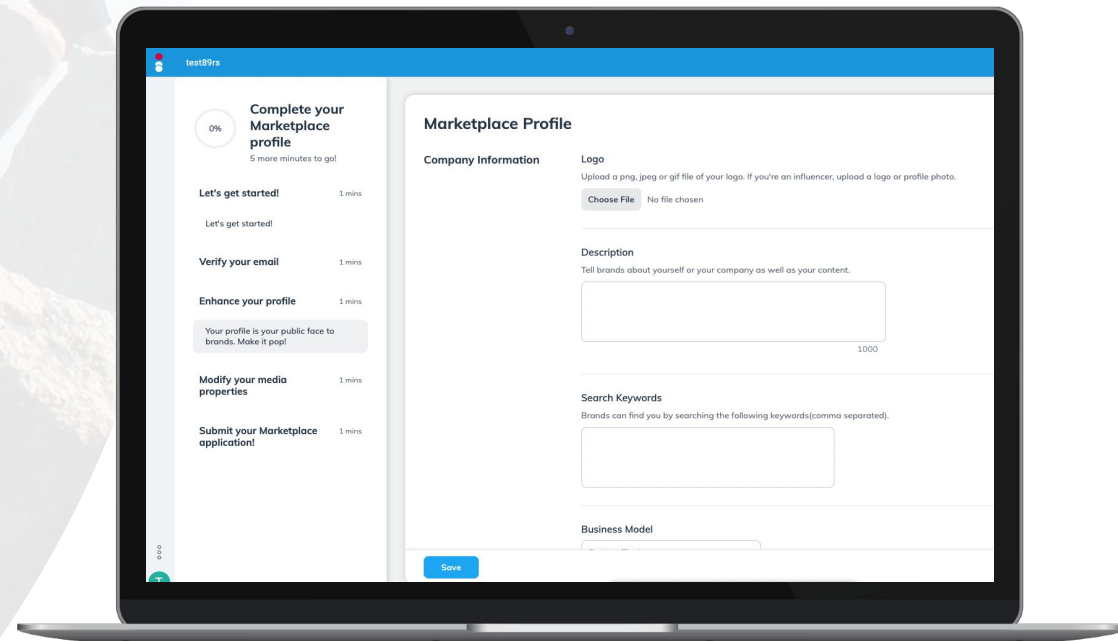 test89rs
0%
Complete your
Marketplace
profile
5 more minutes to go!
Let's get started!
1 mins
Let's get started!
Verify your email
1 mins
Enhance your profile
1 mins
Your profile is your public face to
brands. Make it pop!
Modify your media
properties
1 mins
Submit your Marketplace
application!
1 mins
Marketplace Profile
Company Information
Logo
Upload a png, jpeg or gif file of your logo. If you're an influencer, upload a logo or profile photo.
Choose File
No file chosen
Description
Tell brands about yourself or your company as well as your content.
1000
Search Keywords
Brands can find you by searching the following keywords(comma separated).
Business Model
Save
T